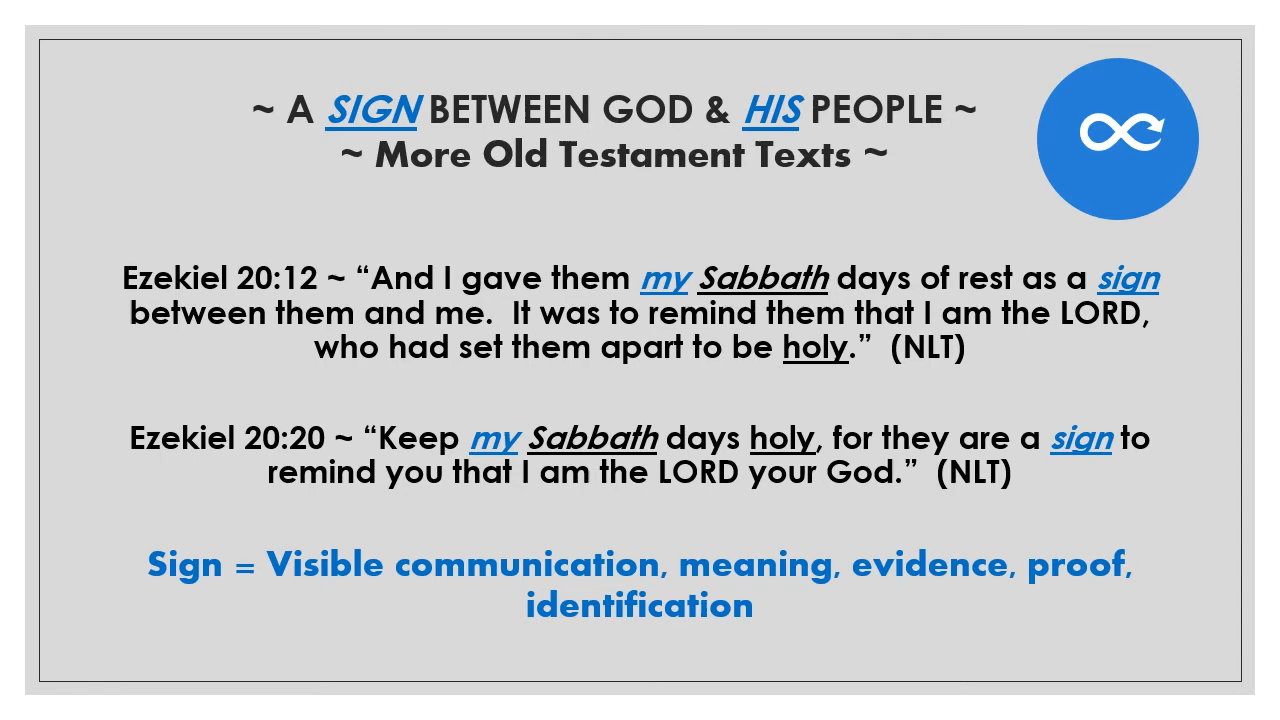 ~ A SIGN BETWEEN GOD & HIS PEOPLE ~
~ More Old Testament Texts ~
Ezekiel 20:12 ~ “And I gave them my Sabbath days of rest as a sign
between them and me.  It was to remind them that I am the LORD,
who had set them apart to be holy.”  (NLT)
Ezekiel 20:20 ~ “Keep my Sabbath days holy, for they are a sign to
remind you that I am the LORD your God.”  (NLT)
Sign = Visible communication, meaning, evidence, proof,
identification